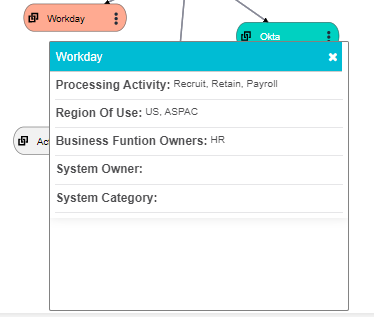 Workday
Okta
Workday
Processing Activity: Recruit, Retain, Payroll
Region Of Use: US, ASPAC
Business Funtion Owners: HR
Act
System Owner:
System Category: